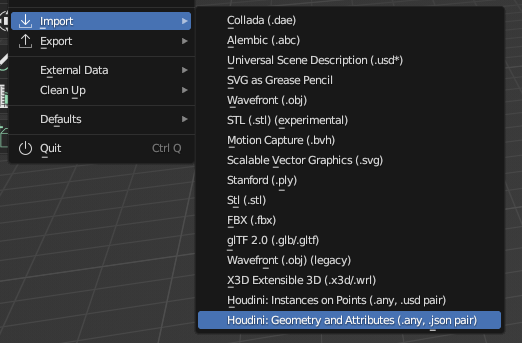 Import
Export
External Data
Clean Up
Defaults
Quit Ctrl Q
Collada (.dae)
Alembic (.abc)
Universal Scene Description (.usd*)
SVG as Grease Pencil
Wavefront (.obj)
STL (.stl) (experimental)
Motion Capture (.bvh)
Scalable Vector Graphics (.svg)
Stanford (.ply)
Stl (.stl)
FBX (.fbx)
glTF 2.0 (.glb/.gltf)
Wavefront (.obj) (legacy)
X3D Extensible 3D (.x3d/.wrl)
Houdini: Instances on Points (.any, .usd pair)
Houdini: Geometry and Attributes (.any, .json pair)